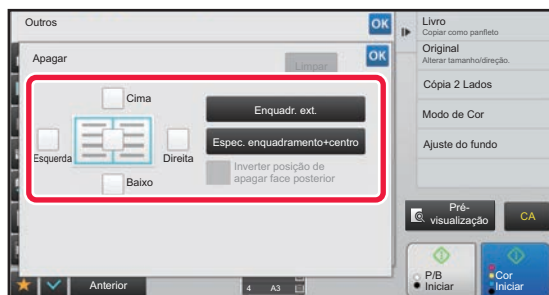 Outros
OK
Apagar
Limpar
OK
Cima
Esquerda
Direita
Baixo
Enquadr. ext.
Espec. enquadramento+centro
Inverter posição de
apagar face posterior
Anterior
4 A3
Livro
Copiar como panfleto
Original
Alterar tamanho/direção.
Cópia 2 Lados
Modo de Cor
Ajuste do fundo
Pré-
visualização
CA
P/B
Iniciar
Cor
Iniciar